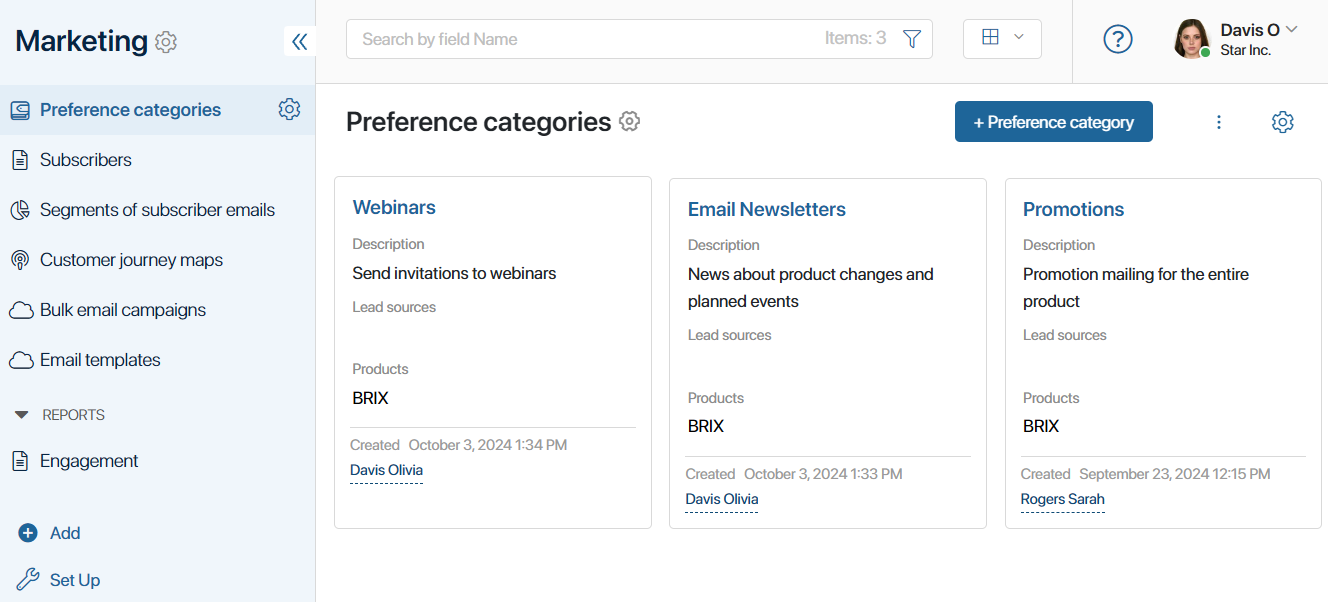 Marketing
Search by field Name
Items: 3
?
Davis O
Star Inc.
Preference categories
Subscribers
Segments of subscriber emails
Customer journey maps
Bulk email campaigns
Email templates
REPORTS
Engagement
Add
Set Up
Preference categories
+ Preference category
Webinars
Description
Send invitations to webinars
Lead sources
Products
BRIX
Created October 3, 2024 1:34 PM
Davis Olivia
Email Newsletters
Description
News about product changes and
planned events
Lead sources
Products
BRIX
Created October 3, 2024 1:33 PM
Davis Olivia
Promotions
Description
Promotion mailing for the entire
product
Lead sources
Products
BRIX
Created September 23, 2024 12:15 PM
Rogers Sarah